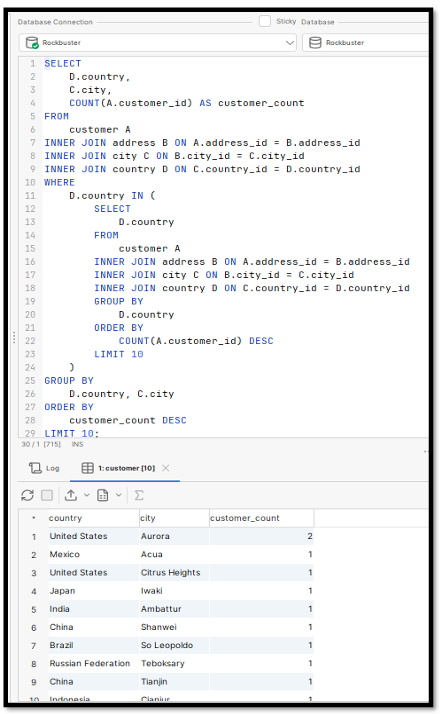 Database Connection Sticky Database
Rockbuster Rockbuster
1 SELECT
2 D.country,
3 C.city,
4 COUNT(A.customer_id) AS customer_count
5 FROM
6 customer A
7 INNER JOIN address B ON A.address_id = B.address_id
8 INNER JOIN city C ON B.city_id = C.city_id
9 INNER JOIN country D ON C.country_id = D.country_id
10 WHERE
11 D.country IN (
12 SELECT
13 D.country
14 FROM
15 customer A
16 INNER JOIN address B ON A.address_id = B.address_id
17 INNER JOIN city C ON B.city_id = C.city_id
18 INNER JOIN country D ON C.country_id = D.country_id
19 GROUP BY
20 D.country
21 ORDER BY
22 COUNT(A.customer_id) DESC
23 LIMIT 10
24 )
25 GROUP BY
26 D.country, C.city
27 ORDER BY
28 customer_count DESC
29 LIMIT 10;
30 / 1 [715] INS
Log 1: customer [10]
* country city customer_count
1 United States Aurora 2
2 Mexico Acua 1
3 United States Citrus Heights 1
4 Japan Iwaki 1
5 India Ambattur 1
6 China Shanwei 1
7 Brazil So Leopoldo 1
8 Russian Federation Teboksary 1
9 China Tianjin 1
10 Indonesia Cianjur 1